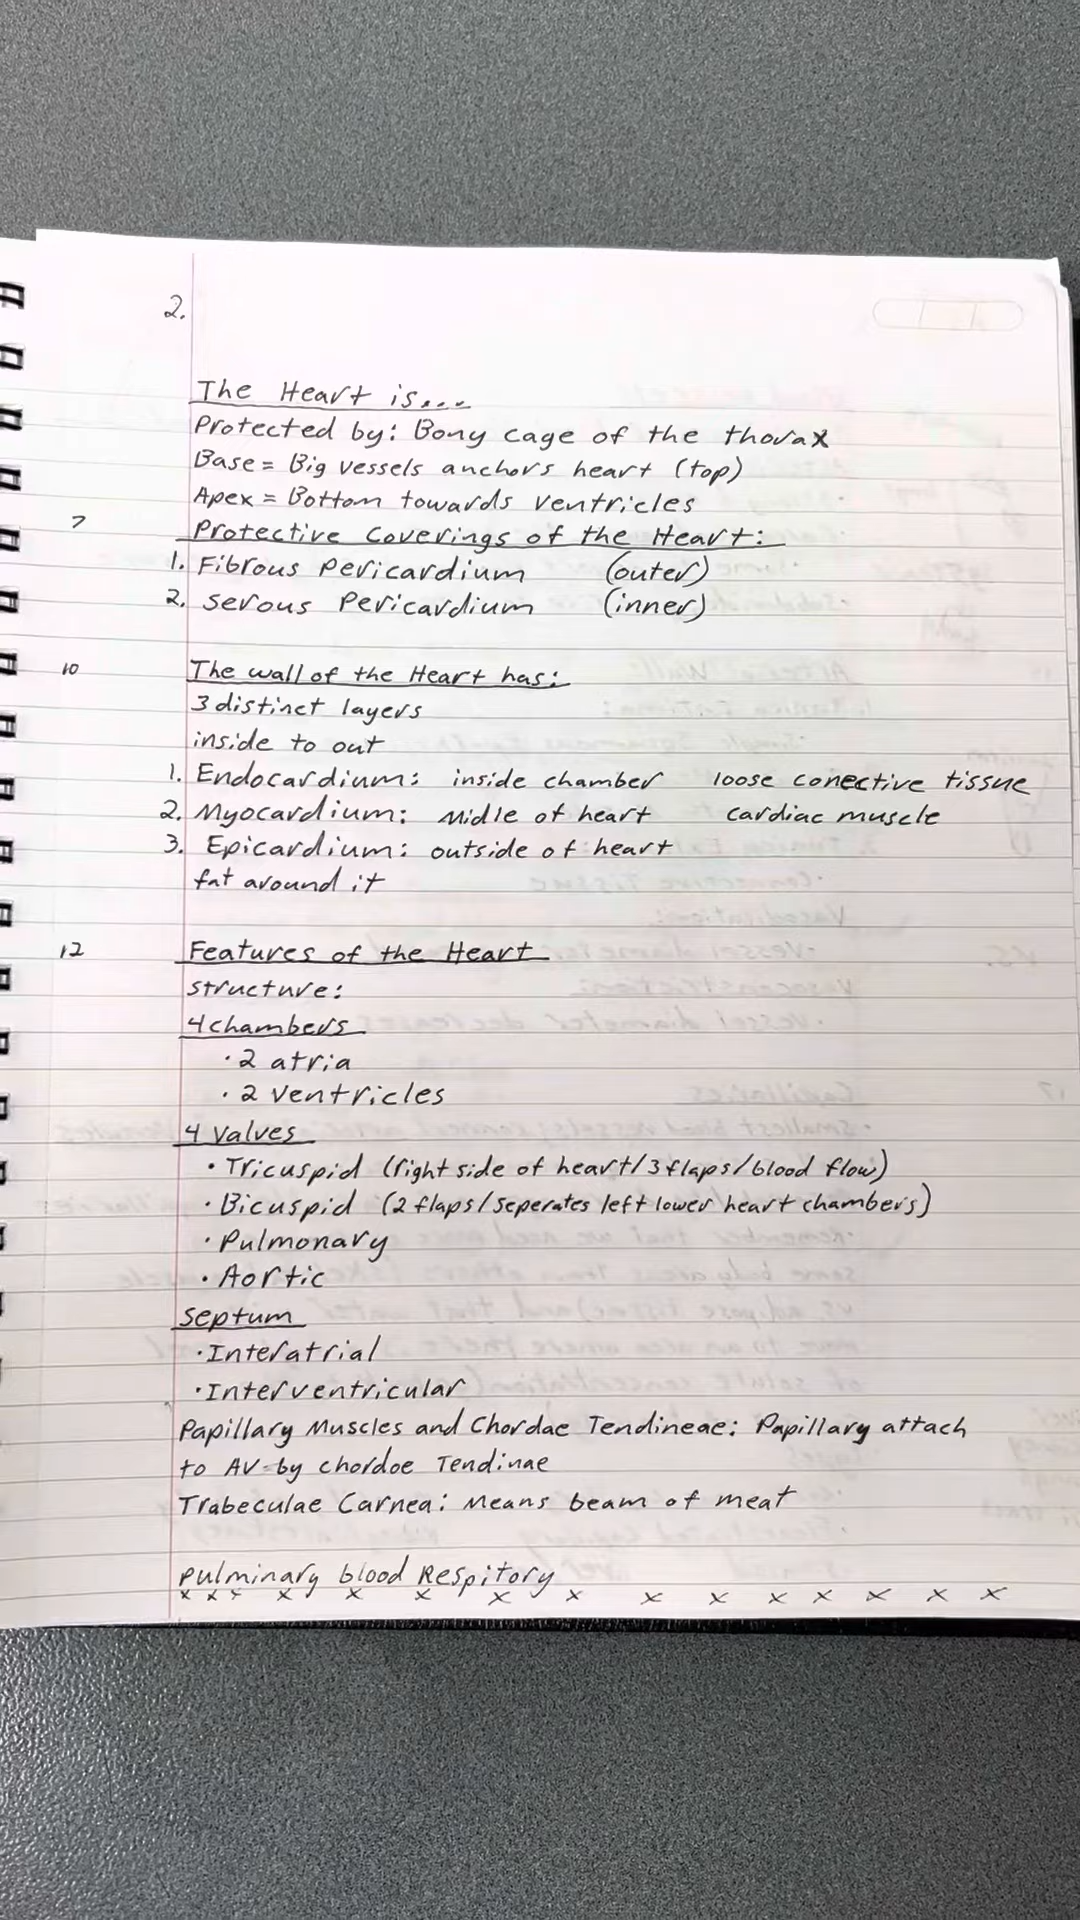 2.
The Heart is...
Protected by: Bony cage of the thorax
Base = Big vessels anchors heart (top)
Apex = Bottom towards ventricles
7 Protective Coverings of the Heart:
1. Fibrous Pericardium (outer)
2. Serous Pericardium (inner)
10 The wall of the Heart has:
3 distinct layers
inside to out
1. Endocardium: inside chamber loose conective tissue
2. Myocardium: Midle of heart cardiac muscle
3. Epicardium: outside of heart
fat around it
12 Features of the Heart
structure:
4 chambers
· 2 atria
· 2 ventricles
4 Valves
· Tricuspid (right side of heart/3 flaps/blood flow)
· Bicuspid (2 flaps/seperates left lower heart chambers)
· Pulmonary
· Aortic
Septum
· Interatrial
· Interventricular
Papillary Muscles and Chordae Tendineae: Papillary attach
to AV by chordoe Tendinae
Trabeculae Carnea: Means beam of meat
Pulminary blood Respitory
x x x x x x x x x x x x x x x